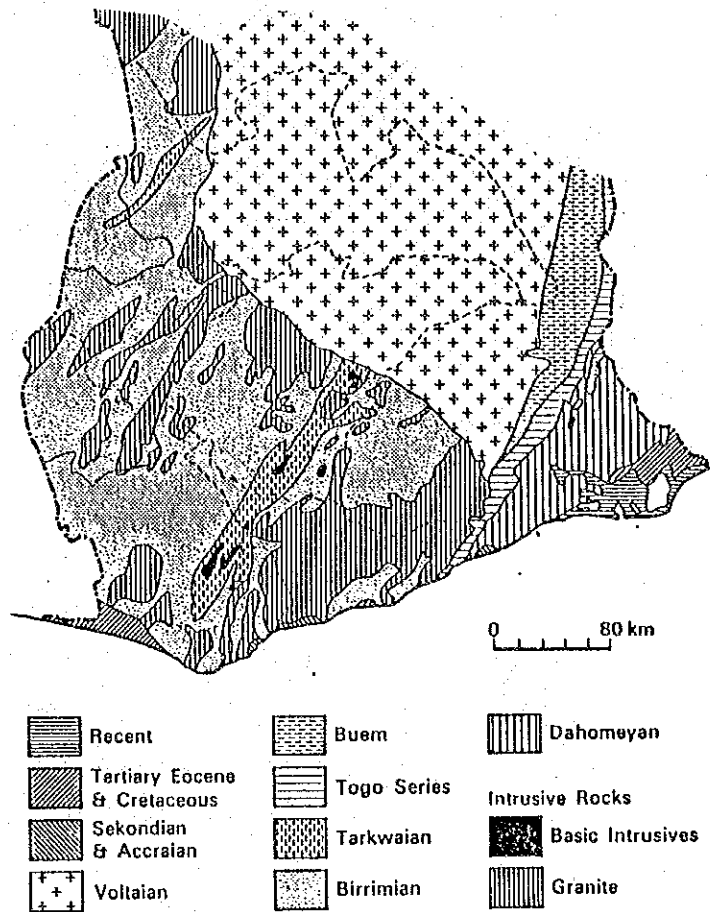 0 80 km
Recent
Tertiary Eocene
& Cretaceous
Sekondian
& Accraian
Voltaian
Buem
Togo Series
Tarkwaian
Birrimian
Dahomeyan
Intrusive Rocks
Basic Intrusives
Granite